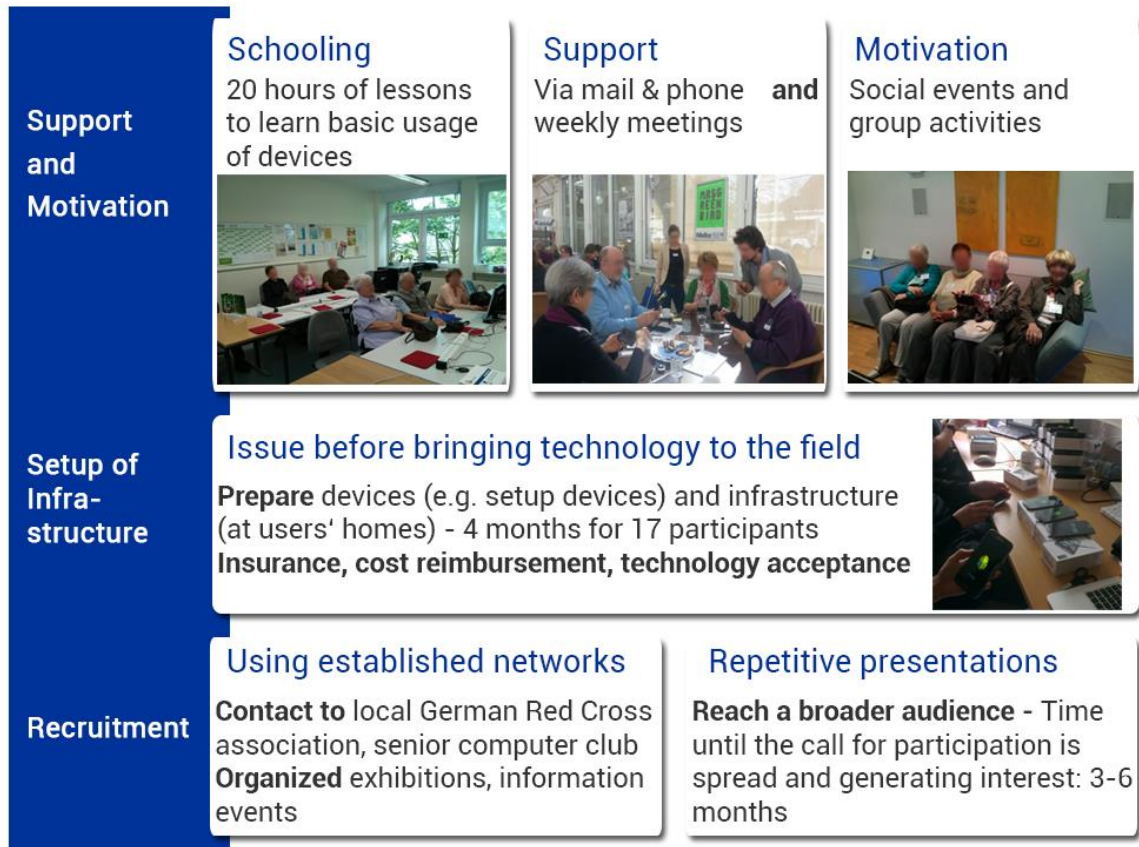 Support
and
Motivation
Schooling
20 hours of lessons
to learn basic usage
of devices
Support
Via mail & phone and
weekly meetings
MRSG
REEN
BIRD
Motivation
Social events and
group activities
Setup of
Infra-
structure
Issue before bringing technology to the field
Prepare devices (e.g. setup devices) and infrastructure
(at users‘ homes) - 4 months for 17 participants
Insurance, cost reimbursement, technology acceptance
Recruitment
Using established networks
Contact to local German Red Cross
association, senior computer club
Organized exhibitions, information
events
Repetitive presentations
Reach a broader audience - Time
until the call for participation is
spread and generating interest: 3-6
months